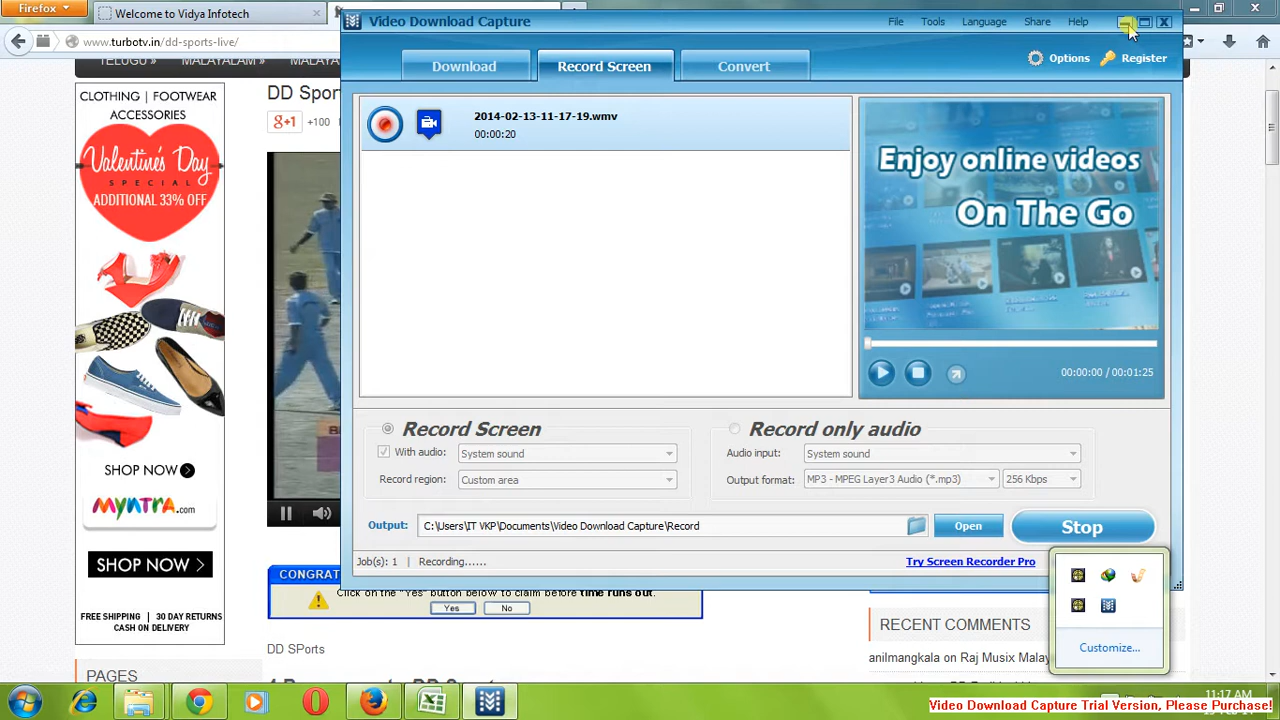 Firefox
Welcome to Vidya Infotech
www.turbotv.in/dd-sports-live/
TELUGU
MALAYALAM
CLOTHING | FOOTWEAR
ACCESSORIES
Valentine's Day
SPECIAL
ADDITIONAL 33% OFF
SHOP NOW
myntra.com
SHOP NOW
FREE SHIPPING | 30 DAY RETURNS
CASH ON DELIVERY
PAGES
DD Spor
g+1 +100
Video Download Capture
File Tools Language Share Help
Download Record Screen Convert
Options Register
2014-02-13-11-17-19.wmv
00:00:20
Enjoy online videos
On The Go
00:00:00 / 00:01:25
Record Screen
With audio: System sound
Record region: Custom area
Record only audio
Audio input: System sound
Output format: MP3 - MPEG Layer3 Audio (*.mp3) 256 Kbps
Output: C:\Users\IT VKP\Documents\Video Download Capture\Record
Open
Stop
Job(s): 1 | Recording......
Try Screen Recorder Pro
Customize...
CONGRAT
Click on the "Yes" button below to claim before time runs out.
Yes No
DD SPorts
RECENT COMMENTS
anilmangkala on Raj Musix Malay
11:17 AM
Video Download Capture Trial Version, Please Purchase!